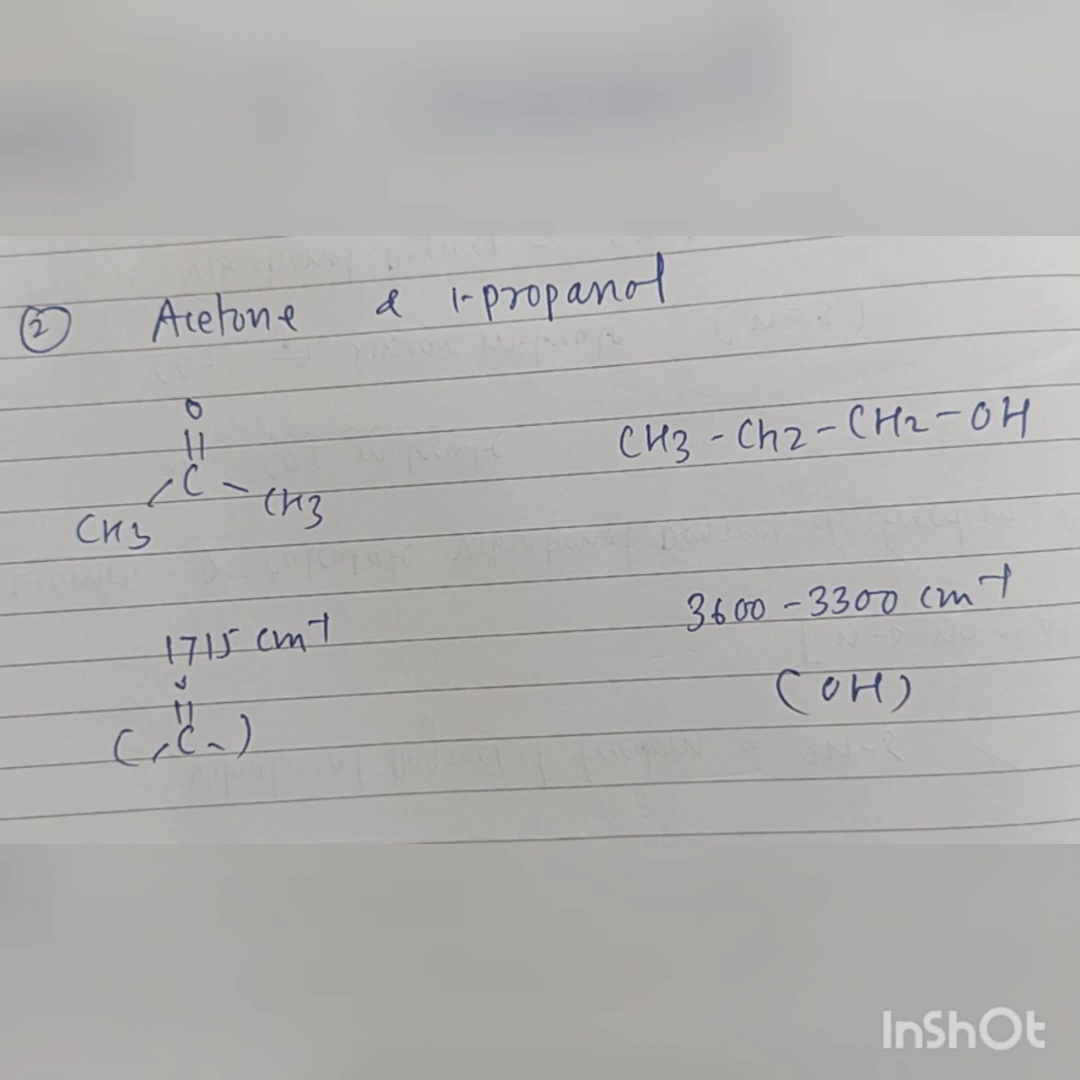 ② Acetone & 1-propanol
O
||
C
CH3 CH3
CH3 - Ch2 - CH2 - OH
1715 cm-1
(C)
3600 - 3300 cm-1
(OH)
InShOt